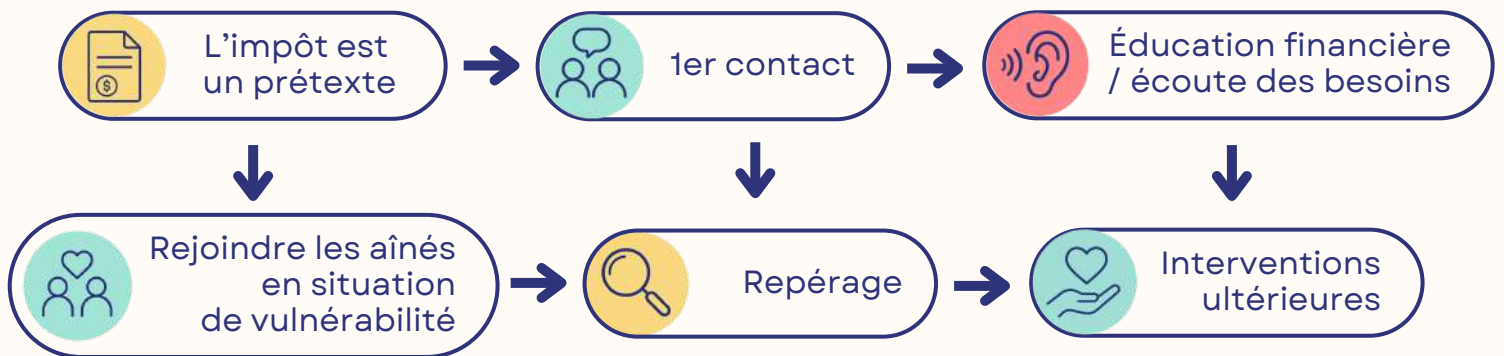 L'impôt est
un prétexte
1er contact
Éducation financière
/ écoute des besoins
Rejoindre les aînés
en situation
de vulnérabilité
Repérage
Interventions
ultérieures